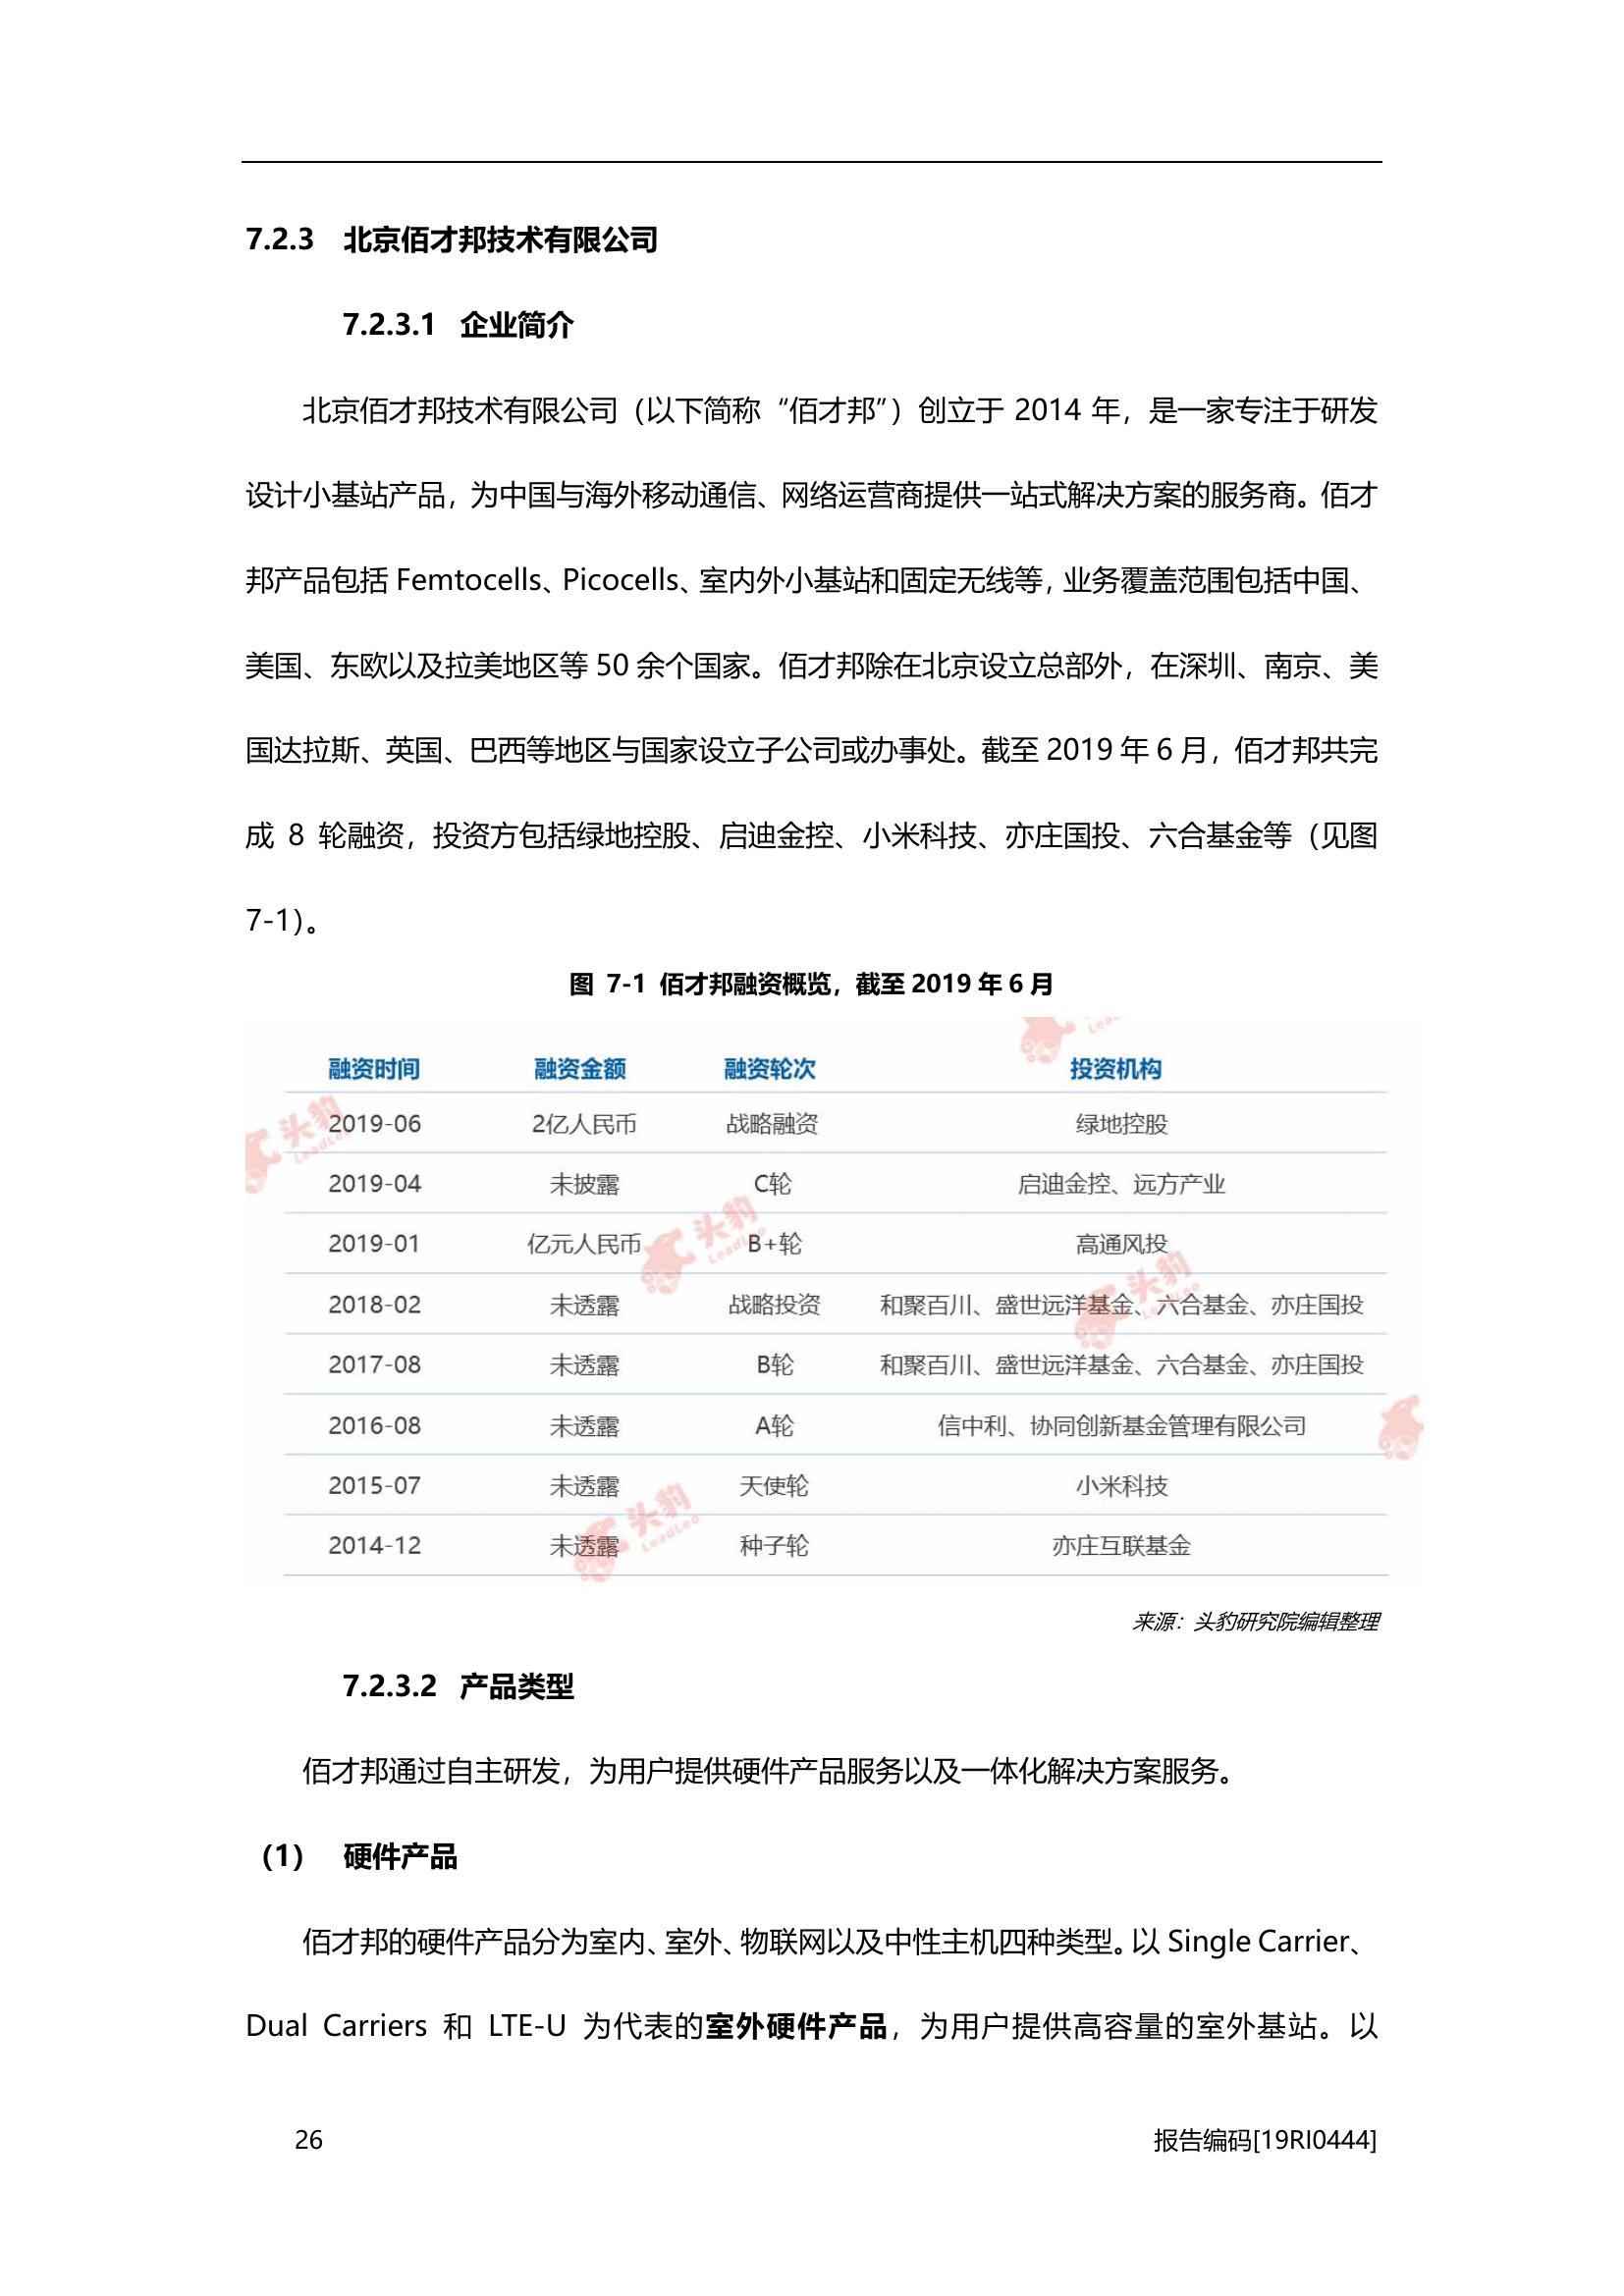 7.2.3 北京佰才邦技术有限公司
7.2.3.1 企业简介
北京佰才邦技术有限公司（以下简称“佰才邦”）创立于 2014 年，是一家专注于研发
设计小基站产品，为中国与海外移动通信、网络运营商提供一站式解决方案的服务商。佰才
邦产品包括 Femtocells、Picocells、室内外小基站和固定无线等，业务覆盖范围包括中国、
美国、东欧以及拉美地区等 50 余个国家。佰才邦除在北京设立总部外，在深圳、南京、美
国达拉斯、英国、巴西等地区与国家设立子公司或办事处。截至 2019 年 6 月，佰才邦共完
成 8 轮融资，投资方包括绿地控股、启迪金控、小米科技、亦庄国投、六合基金等（见图
7-1）。
图 7-1 佰才邦融资概览，截至 2019 年 6 月
融资时间 融资金额 融资轮次 投资机构
2019-06 2亿人民币 战略融资 绿地控股
2019-04 未披露 C轮 启迪金控、远方产业
2019-01 亿元人民币 B+轮 高通风投
2018-02 未透露 战略投资 和聚百川、盛世远洋基金、六合基金、亦庄国投
2017-08 未透露 B轮 和聚百川、盛世远洋基金、六合基金、亦庄国投
2016-08 未透露 A轮 信中利、协同创新基金管理有限公司
2015-07 未透露 天使轮 小米科技
2014-12 未透露 种子轮 亦庄互联基金
头豹 LeadLeo
头豹 LeadLeo
头豹 LeadLeo
头豹 LeadLeo
来源：头豹研究院编辑整理
7.2.3.2 产品类型
佰才邦通过自主研发，为用户提供硬件产品服务以及一体化解决方案服务。
（1） 硬件产品
佰才邦的硬件产品分为室内、室外、物联网以及中性主机四种类型。以 Single Carrier、
Dual Carriers 和 LTE-U 为代表的室外硬件产品，为用户提供高容量的室外基站。以
26 报告编码[19RI0444]